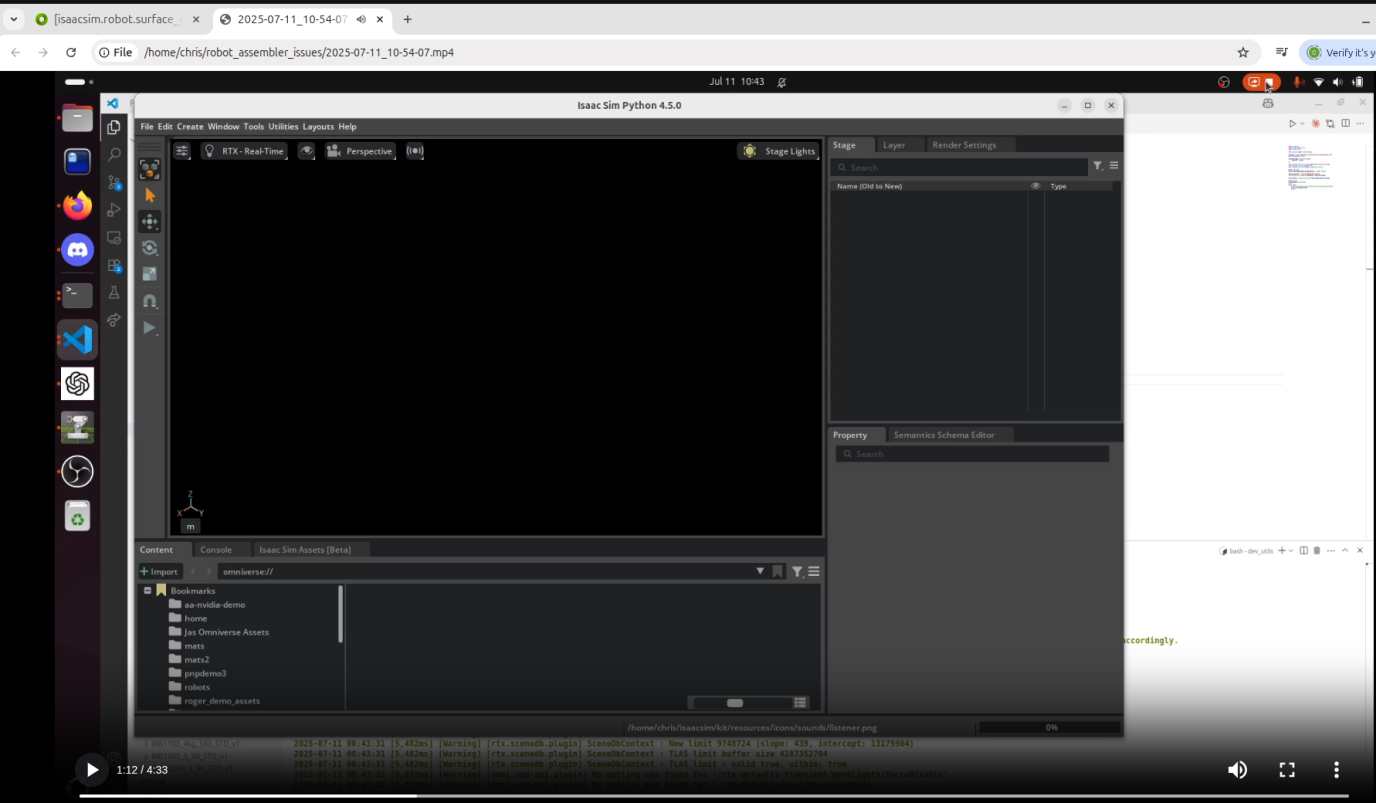 [isaacsim.robot.surface_
2025-07-11_10-54-07
File
/home/chris/robot_assembler_issues/2025-07-11_10-54-07.mp4
Verify it's y
Jul 11 10:43
Isaac Sim Python 4.5.0
File Edit Create Window Tools Utilities Layouts Help
RTX - Real-Time
Perspective
Stage Lights
Stage
Layer
Render Settings
Search
Name (Old to New)
Type
Property
Semantics Schema Editor
Search
Z
X
Y
m
Content
Console
Isaac Sim Assets [Beta]
Import
omniverse://
Bookmarks
aa-nvidia-demo
home
Jas Omniverse Assets
mats
mats2
pnpdemo3
robots
roger_demo_assets
bash - dev_utils
accordingly.
/home/chris/isaacsim/kit/resources/icons/sounds/listener.png
0%
2025-07-11 00:43:31 [5,482ms] [Warning] [rtx.scenedb.plugin] SceneDbContext : New limit 9748724 (slope: 439, intercept: 13179904)
2025-07-11 00:43:31 [5,482ms] [Warning] [rtx.scenedb.plugin] SceneDbContext : TLAS limit buffer size 4287352704
2025-07-11 00:43:31 [5,482ms] [Warning] [rtx.scenedb.plugin] SceneDbContext : TLAS limit : valid true, within: true
1:12 / 4:33